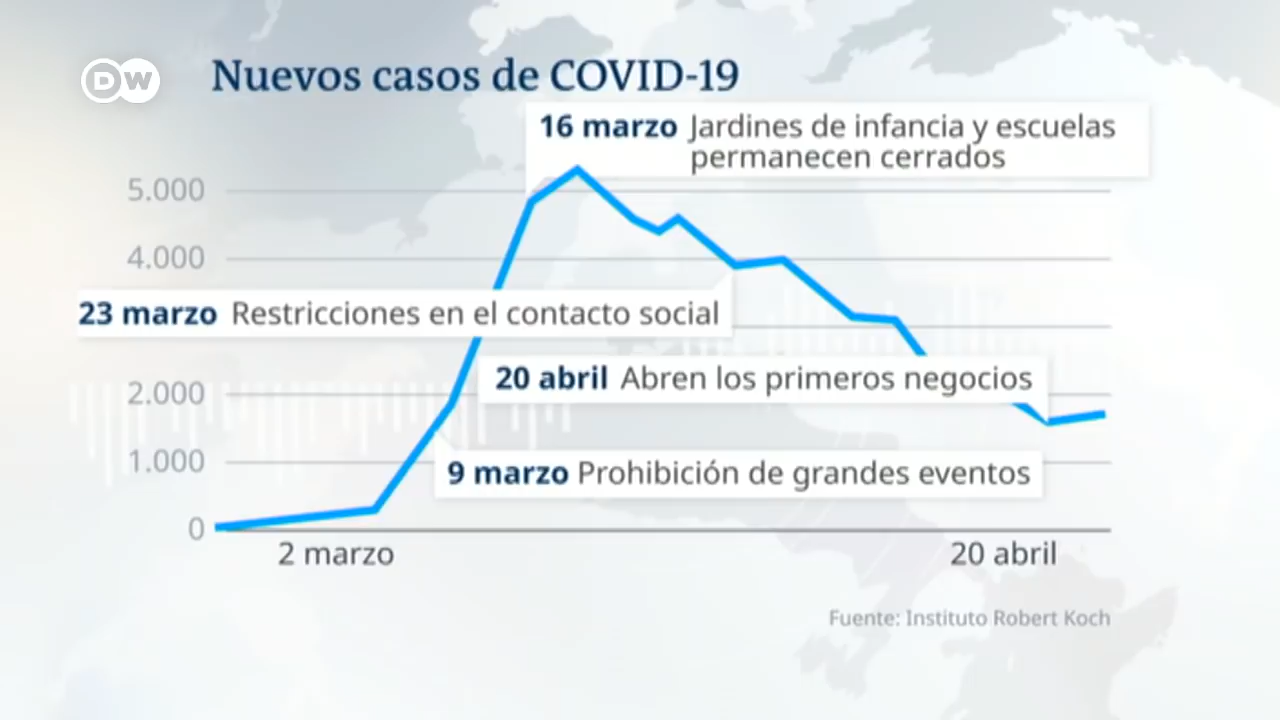 DW
Nuevos casos de COVID-19
16 marzo Jardines de infancia y escuelas
permanecen cerrados
5.000
4.000
23 marzo Restricciones en el contacto social
20 abril Abren los primeros negocios
2.000
1.000
9 marzo Prohibición de grandes eventos
0
2 marzo
20 abril
Fuente: Instituto Robert Koch